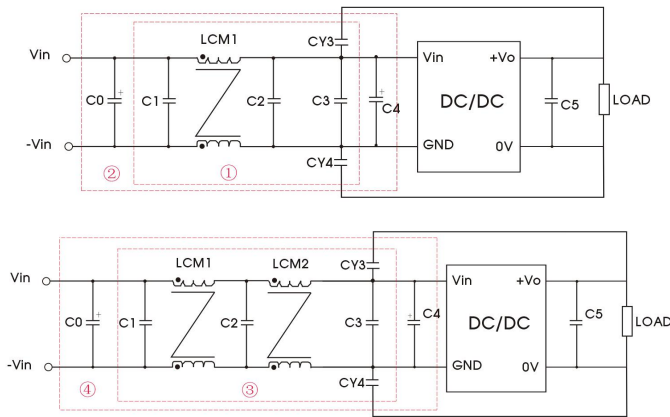 LCM1
CY3
Vin
Vin
+Vo
C0
+
C1
C2
C3
+
C4
DC/DC
C5
LOAD
-Vin
GND
0V
②
①
CY4
LCM1
LCM2
CY3
Vin
Vin
+Vo
C0
+
C1
C2
C3
+
C4
DC/DC
C5
LOAD
-Vin
GND
0V
④
③
CY4